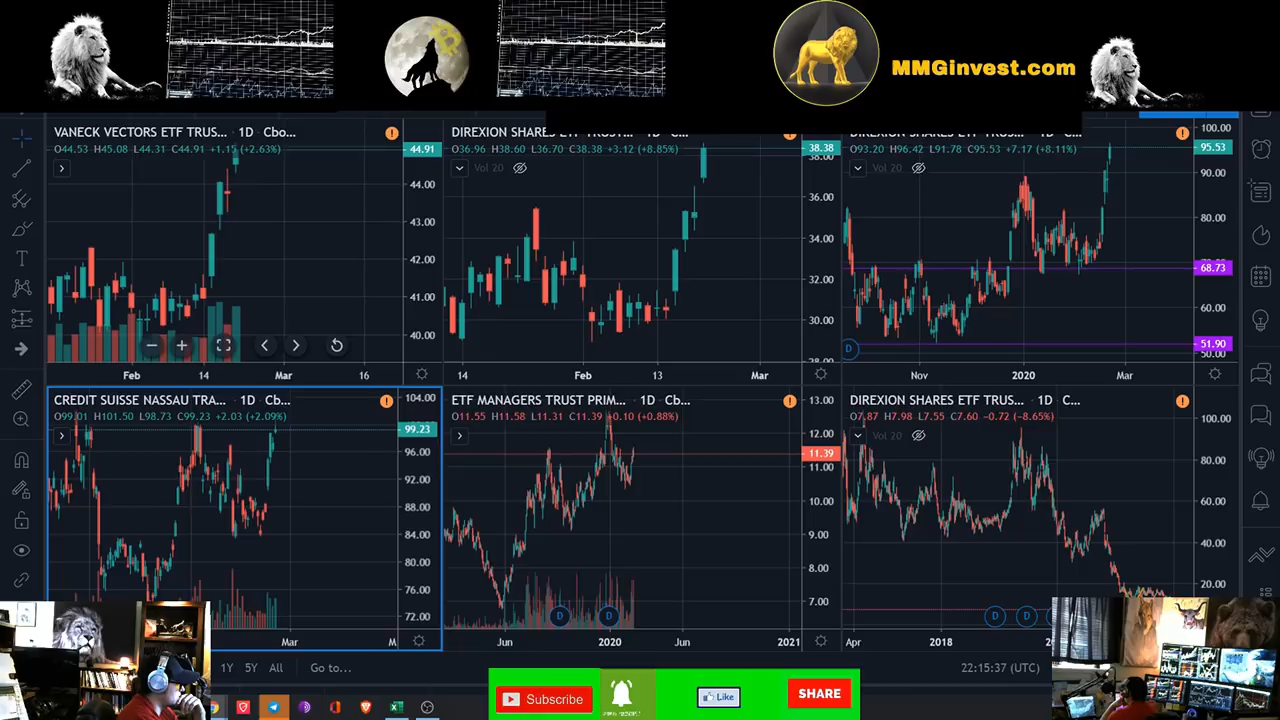 MMGinvest.com
VANECK VECTORS ETF TRUS... · 1D · Cbo...
O44.53 H45.08 L44.31 C44.91 +1.15 (+2.63%)
44.91
44.00
43.00
42.00
41.00
40.00
Feb 14 Mar 16
DIREXION SHARES ETF TRUST... · 1D · C...
O36.96 H38.60 L36.70 C38.38 +3.12 (+8.85%)
Vol 20
38.38
38.00
36.00
34.00
32.00
30.00
28.00
14 Feb 13 Mar
DIREXION SHARES ETF TRUS... · 1D · C...
O93.20 H96.42 L91.78 C95.53 +7.17 (+8.11%)
Vol 20
100.00
95.53
90.00
80.00
70.00
68.73
60.00
51.90
50.00
D
Nov 2020 Mar
CREDIT SUISSE NASSAU TRA... · 1D · Cb...
O99.01 H101.50 L98.73 C99.23 +2.03 (+2.09%)
104.00
99.23
96.00
92.00
88.00
84.00
80.00
76.00
72.00
Mar M
ETF MANAGERS TRUST PRIM... · 1D · Cb...
O11.55 H11.58 L11.31 C11.39 +0.10 (+0.88%)
13.00
12.00
11.39
11.00
10.00
9.00
8.00
7.00
D D
Jun 2020 Jun 2021
DIREXION SHARES ETF TRUS... · 1D · C...
O7.87 H7.98 L7.55 C7.60 −0.72 (−8.65%)
Vol 20
100.00
80.00
60.00
40.00
20.00
D D
Apr 2018
1Y 5Y All Go to...
22:15:37 (UTC)
Subscribe
Like
SHARE